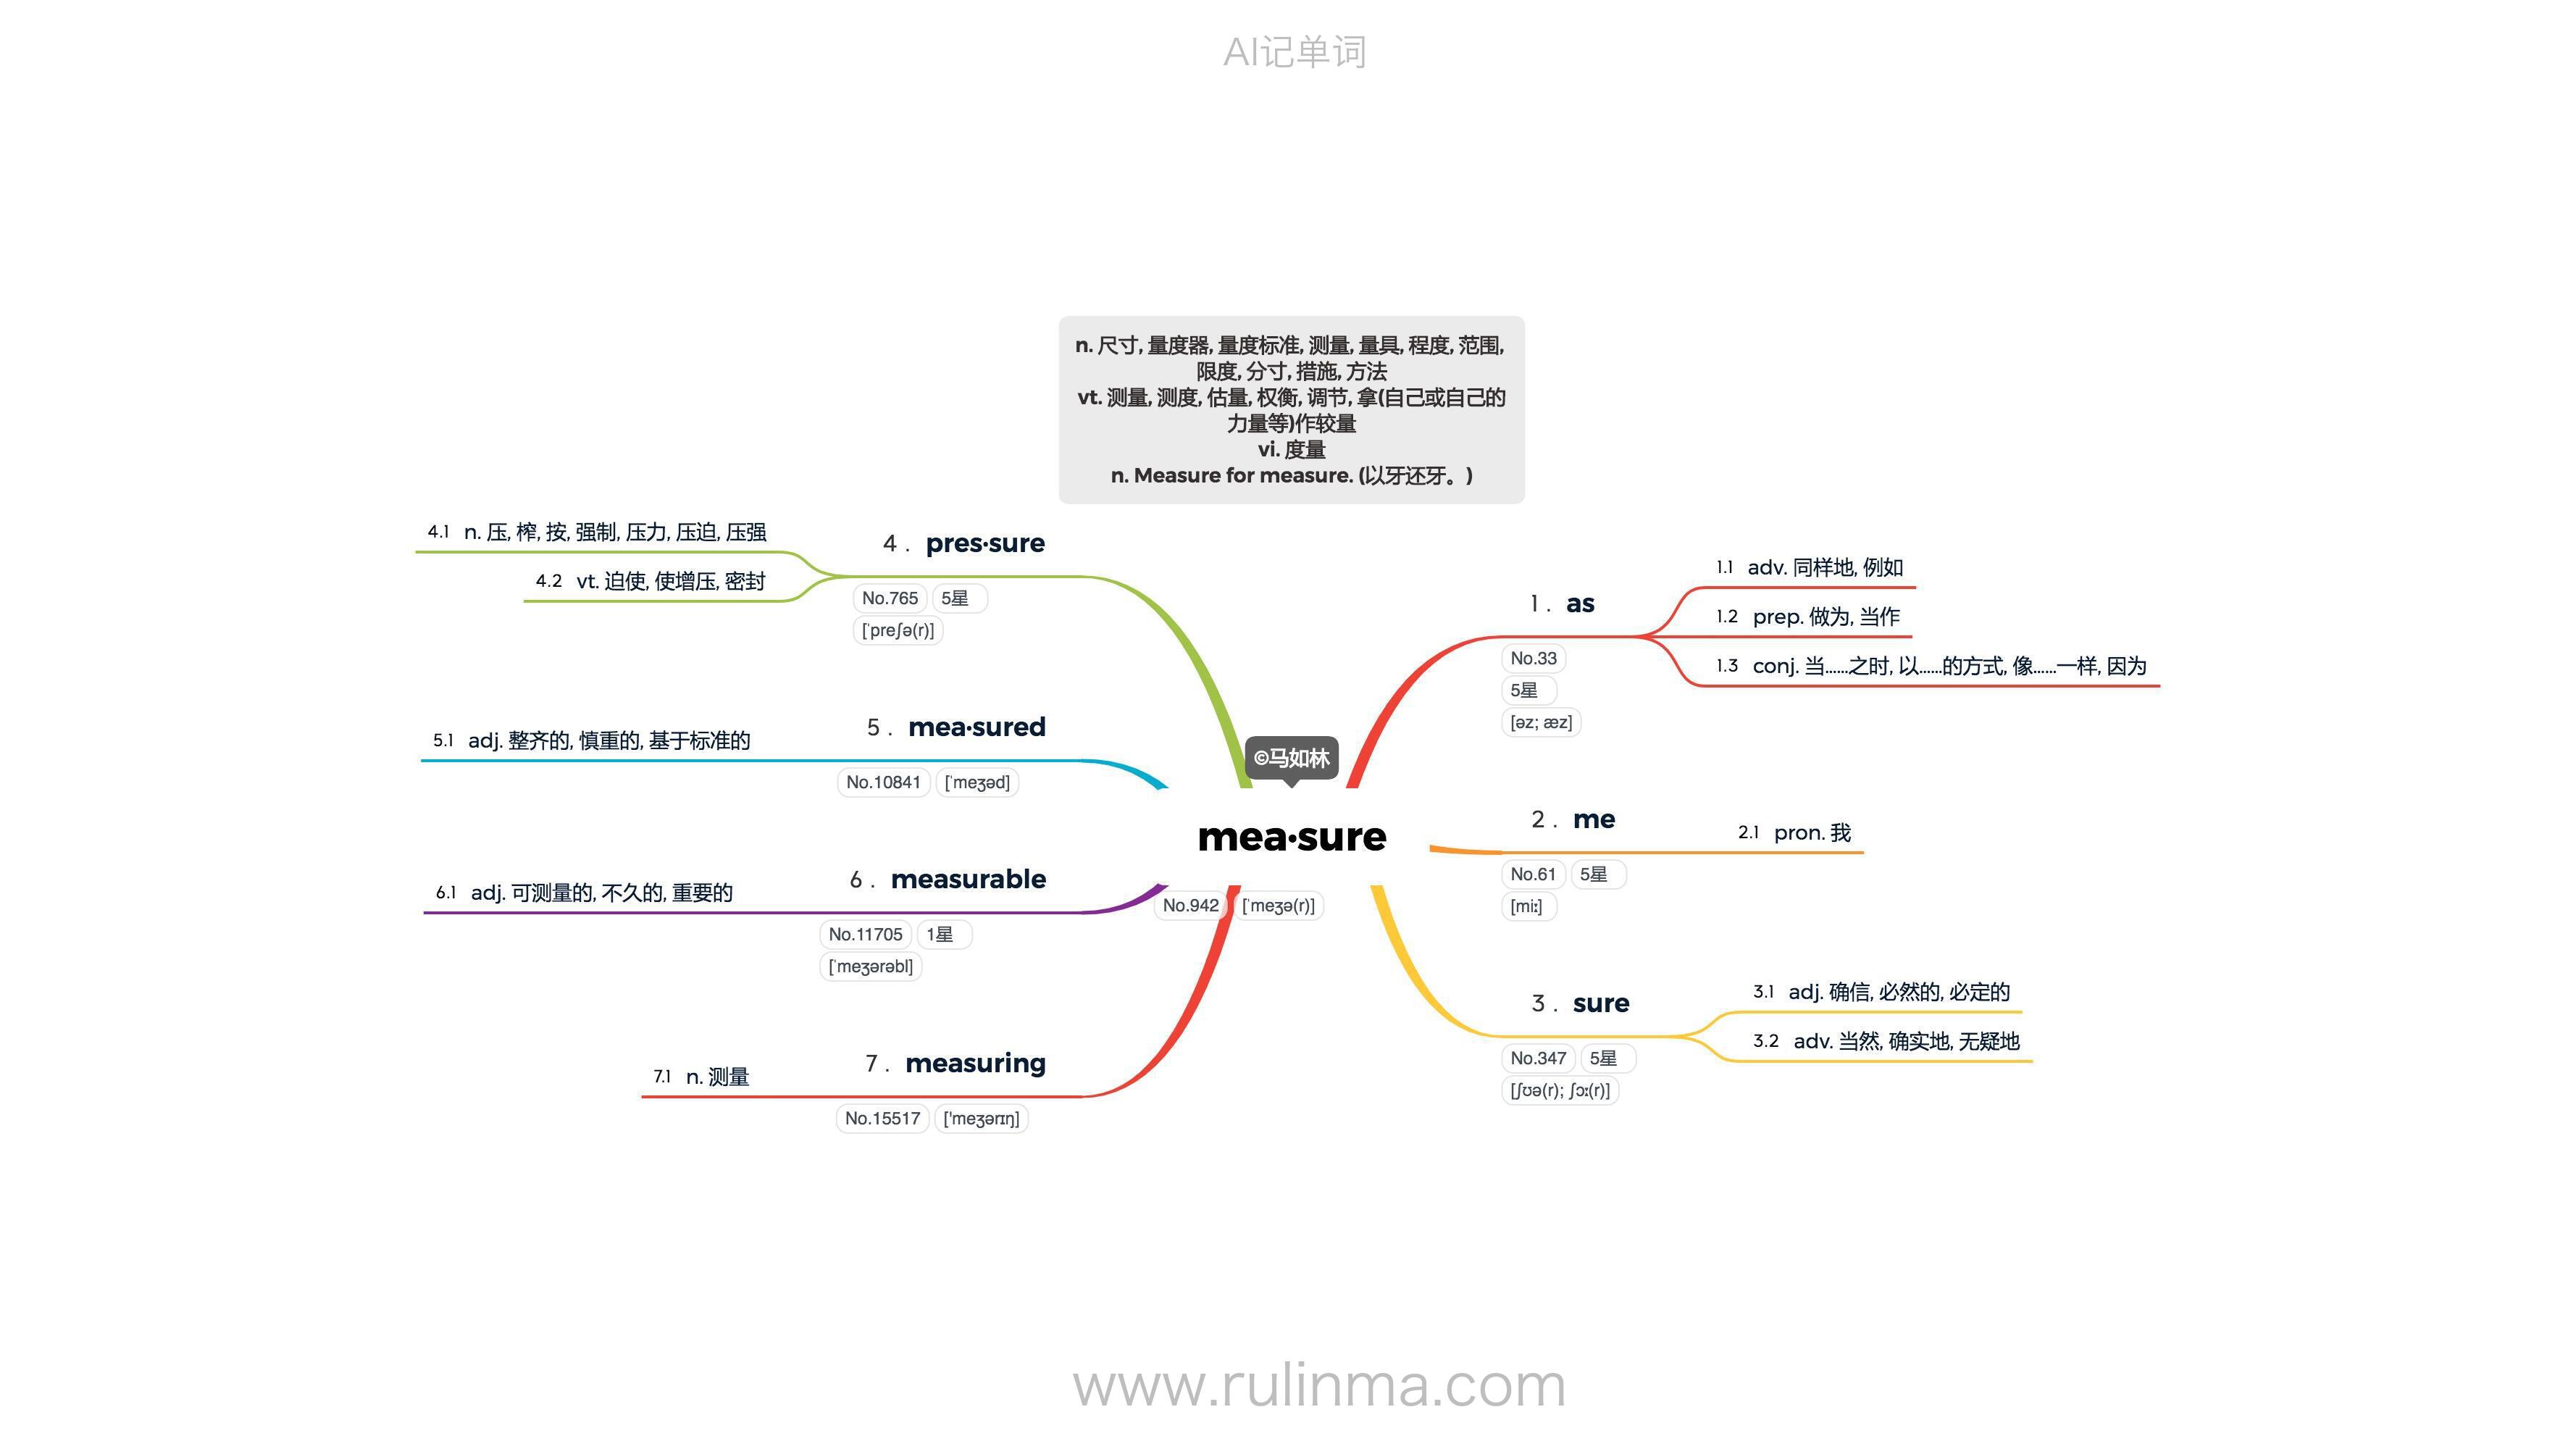 AI记单词
n. 尺寸, 量度器, 量度标准, 测量, 量具, 程度, 范围,
限度, 分寸, 措施, 方法
vt. 测量, 测度, 估量, 权衡, 调节, 拿(自己或自己的
力量等)作较量
vi. 度量
n. Measure for measure. (以牙还牙。)
©马如林
mea·sure
No.942 [ˈmeʒə(r)]
1 . as
No.33
5星
[əz; æz]
1.1 adv. 同样地, 例如
1.2 prep. 做为, 当作
1.3 conj. 当......之时, 以......的方式, 像......一样, 因为
2 . me
No.61 5星
[miː]
2.1 pron. 我
3 . sure
No.347 5星
[ʃʊə(r); ʃɔː(r)]
3.1 adj. 确信, 必然的, 必定的
3.2 adv. 当然, 确实地, 无疑地
4 . pres·sure
No.765 5星
[ˈpreʃə(r)]
4.1 n. 压, 榨, 按, 强制, 压力, 压迫, 压强
4.2 vt. 迫使, 使增压, 密封
5 . mea·sured
No.10841 [ˈmeʒəd]
5.1 adj. 整齐的, 慎重的, 基于标准的
6 . measurable
No.11705 1星
[ˈmeʒərəbl]
6.1 adj. 可测量的, 不久的, 重要的
7 . measuring
No.15517 ['meʒərɪŋ]
7.1 n. 测量
www.rulinma.com